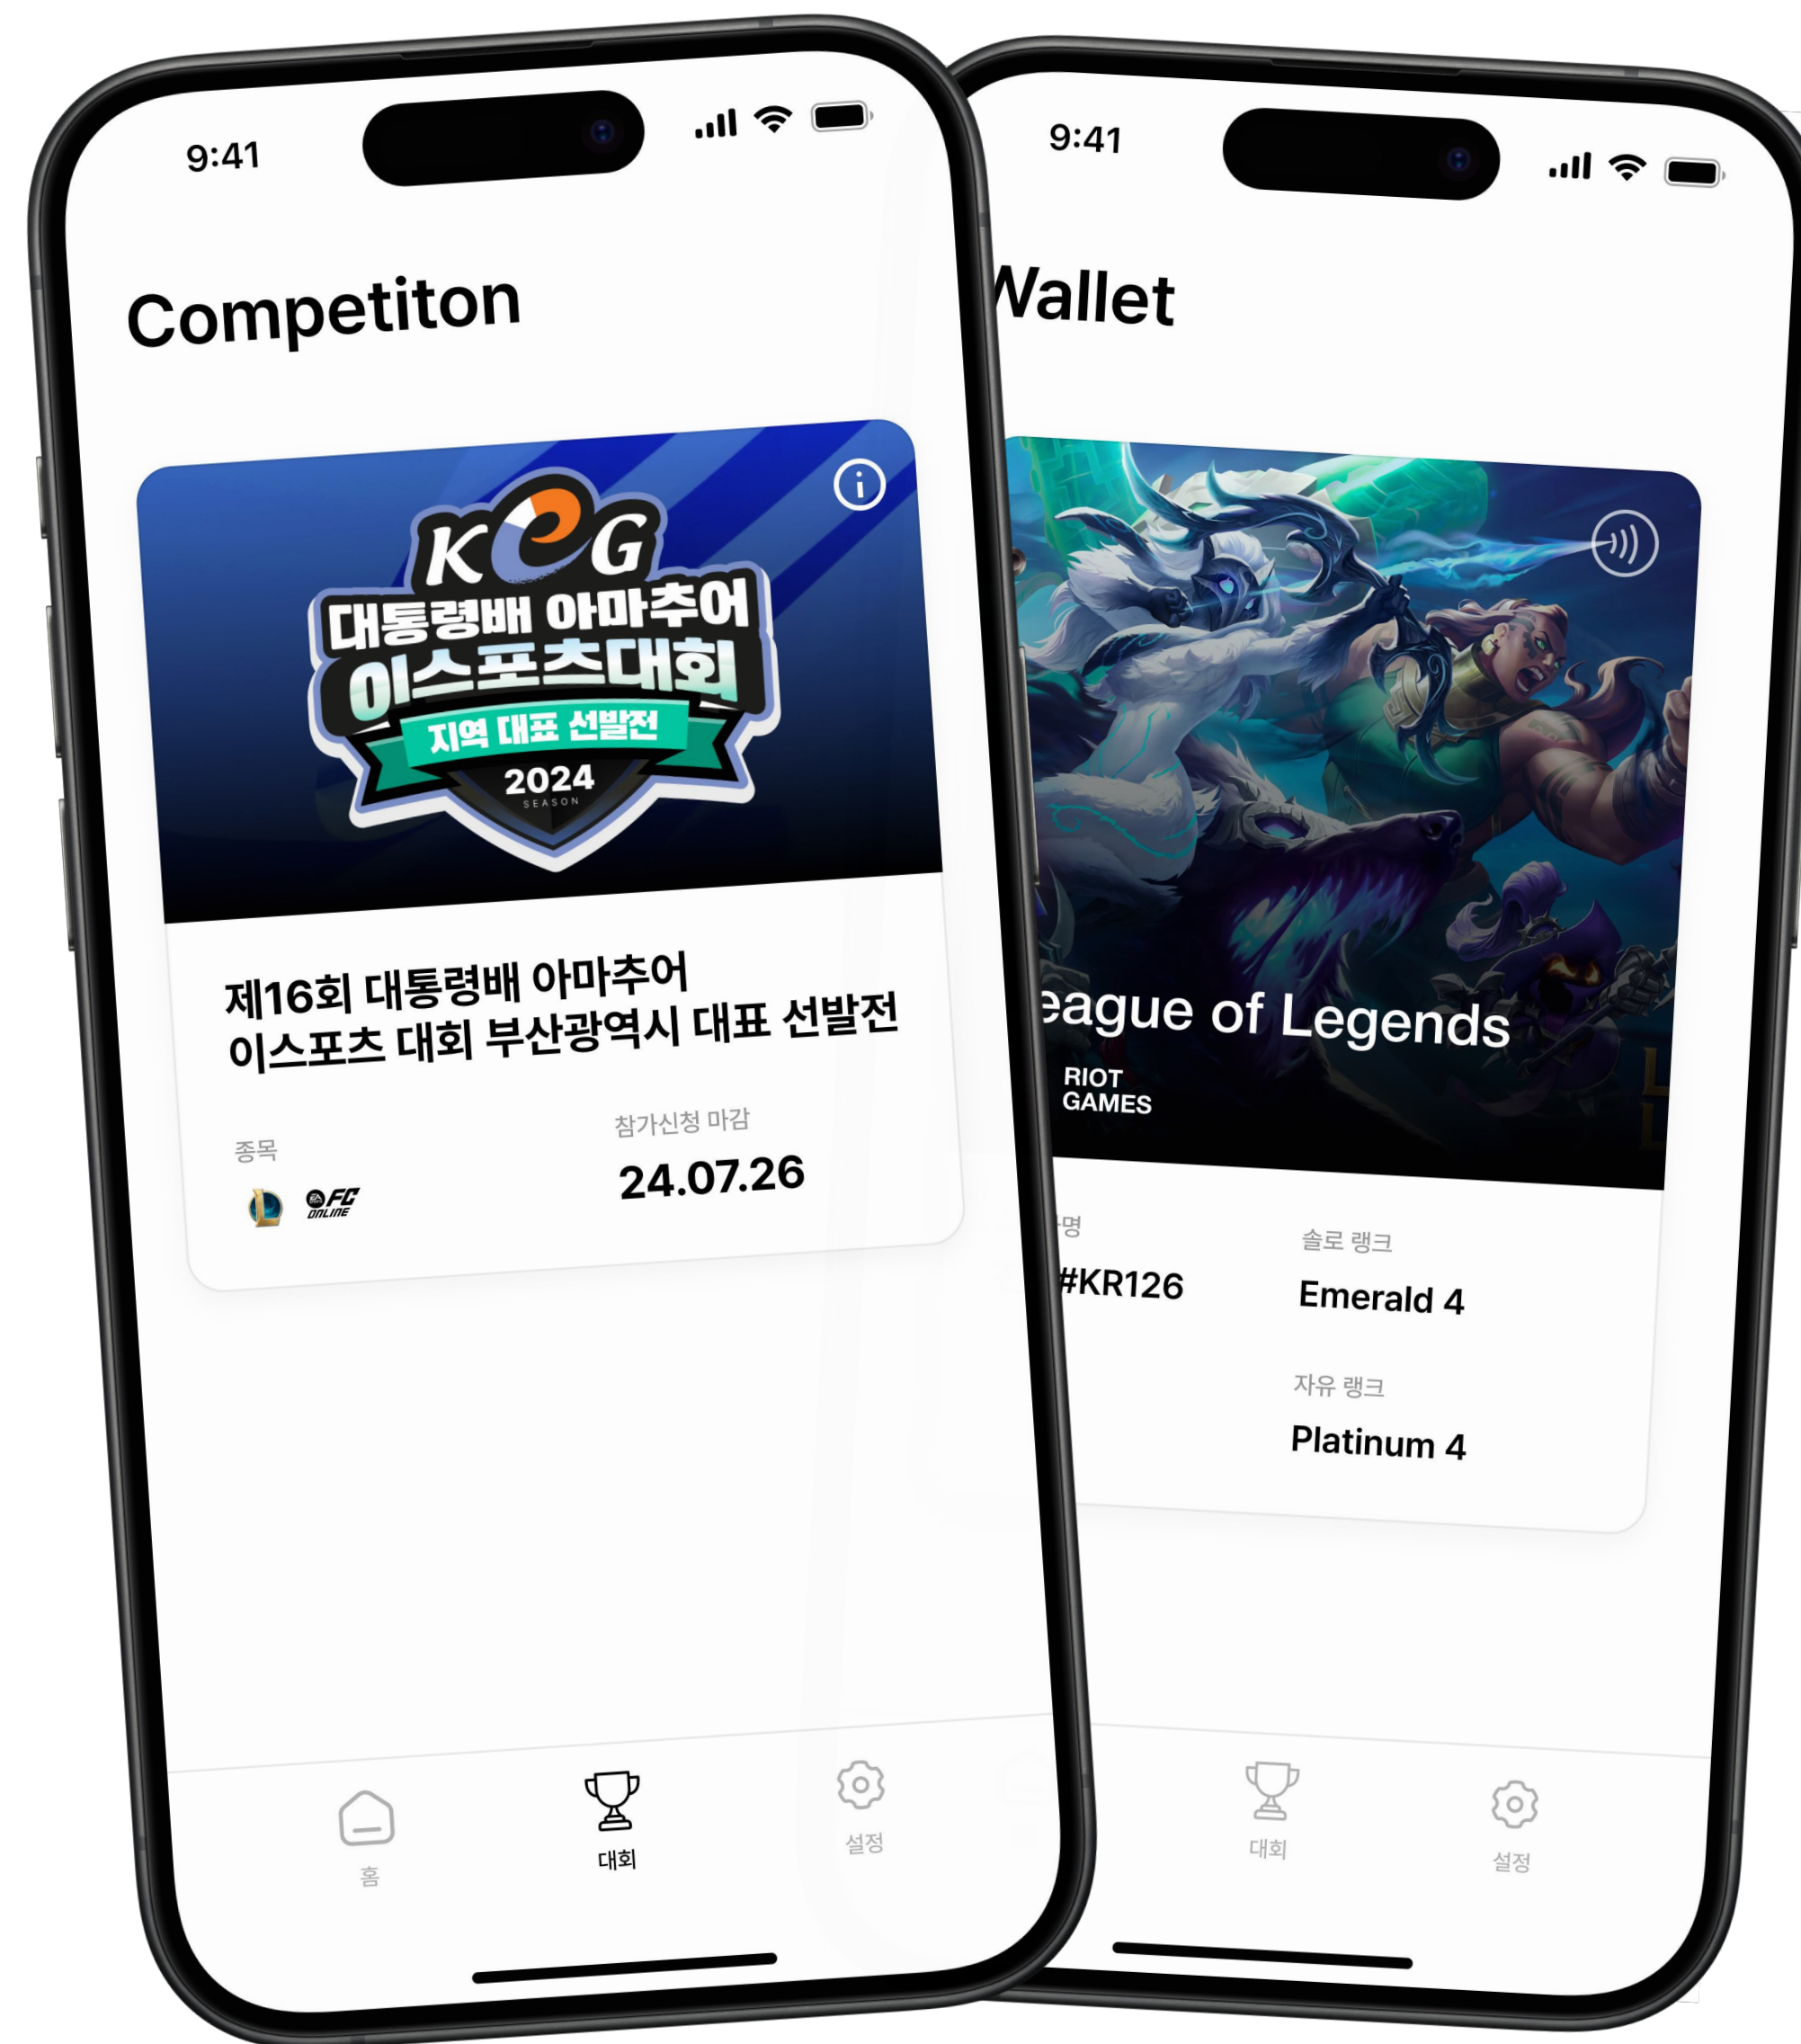 9:41
Competiton
KeG
대통령배 아마추어
이스포츠대회
지역 대표 선발전
2024
SEASON
제16회 대통령배 아마추어
이스포츠 대회 부산광역시 대표 선발전
종목
참가신청 마감
EA FC
ONLINE
24.07.26
홈
대회
설정
9:41
Wallet
eague of Legends
RIOT
GAMES
명
솔로 랭크
#KR126
Emerald 4
자유 랭크
Platinum 4
대회
설정